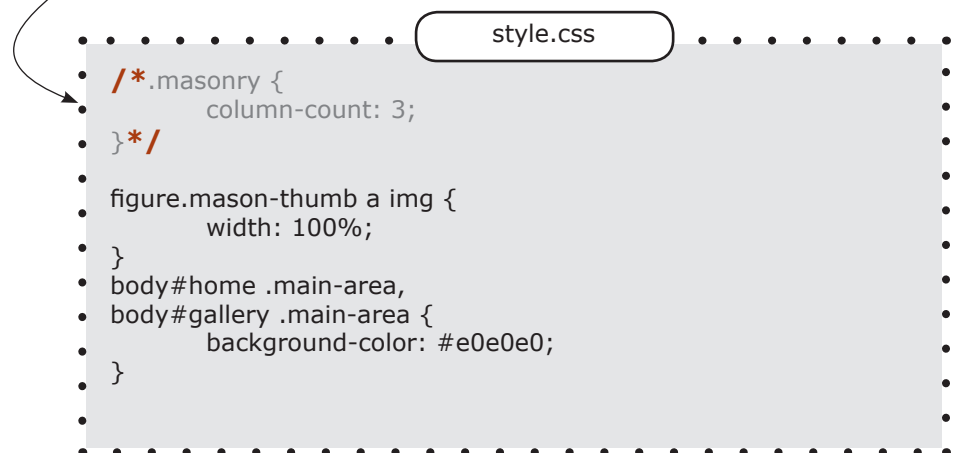 style.css
/*.masonry {
column-count: 3;
}*/
figure.mason-thumb a img {
width: 100%;
}
body#home .main-area,
body#gallery .main-area {
background-color: #e0e0e0;
}